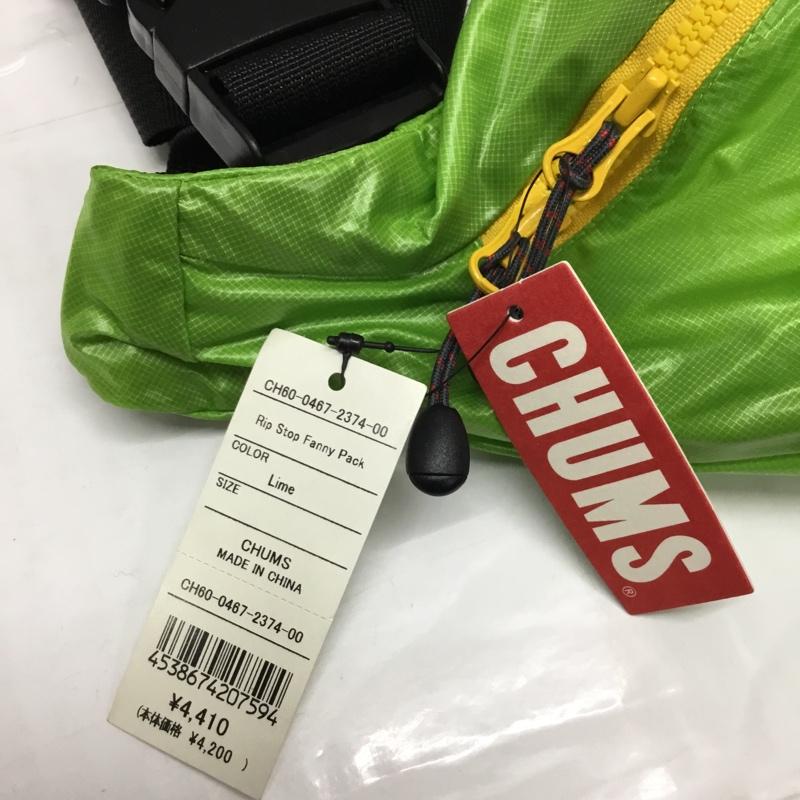 CH60-0467-2374-00
Rip Stop Fanny Pack
COLOR
Lime
SIZE
CHUMS
MADE IN CHINA
CH60-0467-2374-00
4538674207594
¥4,410
(本体価格 ¥4,200 )
CHUMS®